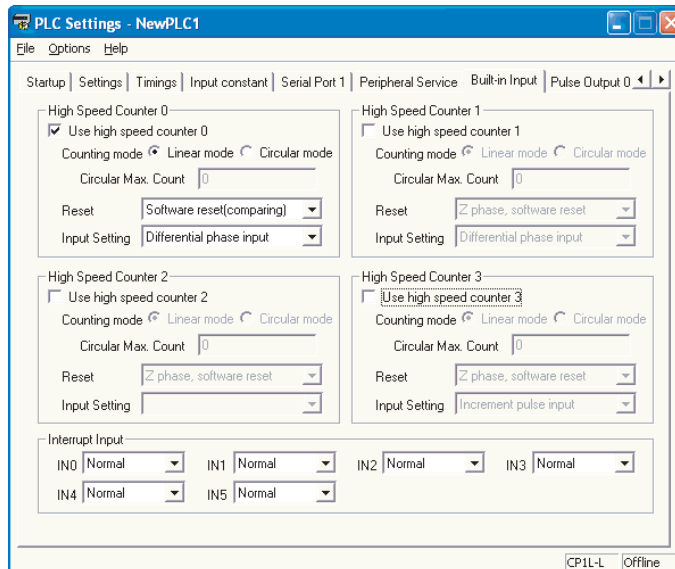 PLC Settings - NewPLC1
File Options Help
Startup Settings Timings Input constant Serial Port 1 Peripheral Service Built-in Input Pulse Output 0
High Speed Counter 0
Use high speed counter 0
Counting mode Linear mode Circular mode
Circular Max. Count 0
Reset Software reset(comparing)
Input Setting Differential phase input
High Speed Counter 1
Use high speed counter 1
Counting mode Linear mode Circular mode
Circular Max. Count 0
Reset Z phase, software reset
Input Setting Differential phase input
High Speed Counter 2
Use high speed counter 2
Counting mode Linear mode Circular mode
Circular Max. Count 0
Reset Z phase, software reset
Input Setting
High Speed Counter 3
Use high speed counter 3
Counting mode Linear mode Circular mode
Circular Max. Count 0
Reset Z phase, software reset
Input Setting Increment pulse input
Interrupt Input
IN0 Normal IN1 Normal IN2 Normal IN3 Normal
IN4 Normal IN5 Normal
CP1L-L Offline